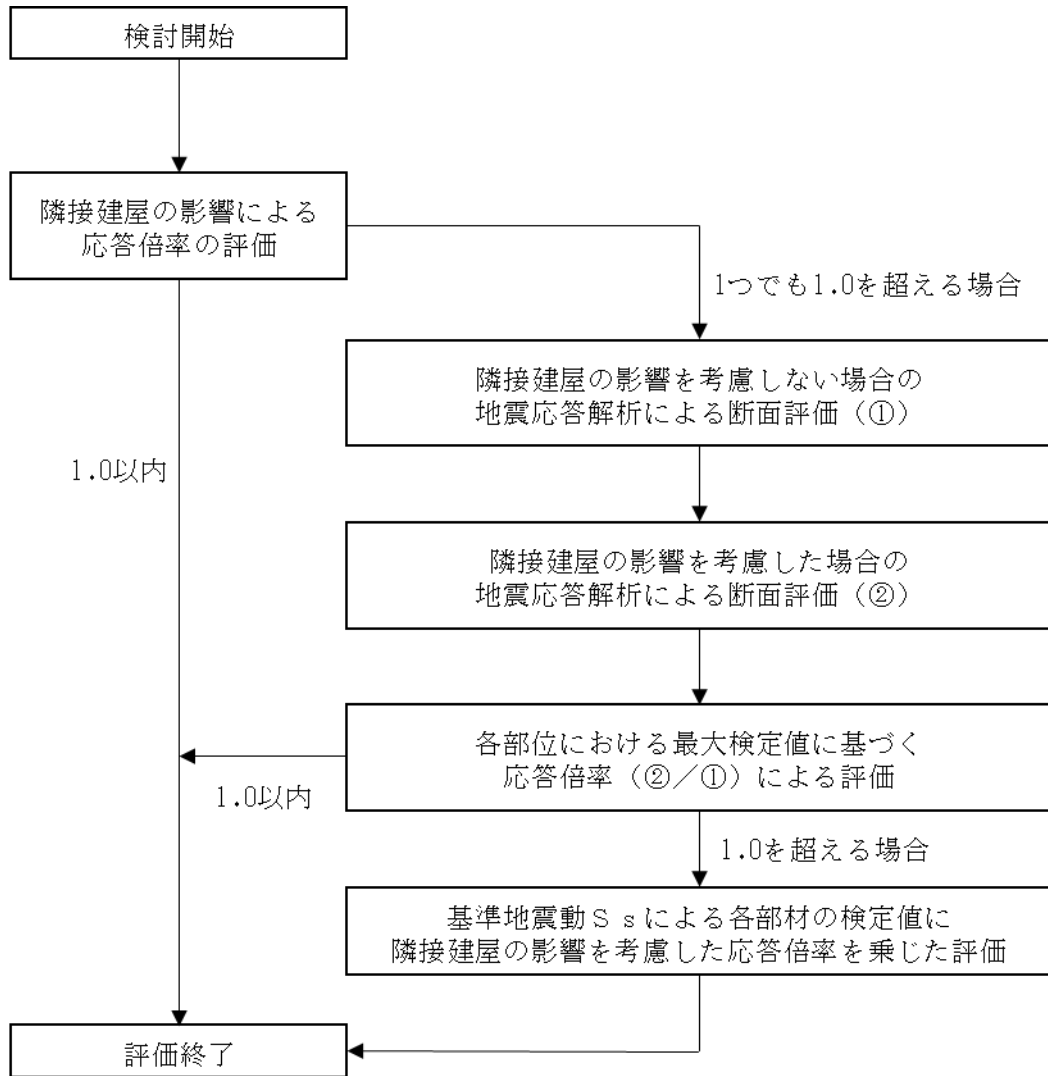 検討開始
隣接建屋の影響による
応答倍率の評価
1つでも1.0を超える場合
隣接建屋の影響を考慮しない場合の
地震応答解析による断面評価（①）
1.0以内
隣接建屋の影響を考慮した場合の
地震応答解析による断面評価（②）
各部位における最大検定値に基づく
応答倍率（②／①）による評価
1.0以内
1.0を超える場合
基準地震動Ｓｓによる各部材の検定値に
隣接建屋の影響を考慮した応答倍率を乗じた評価
評価終了